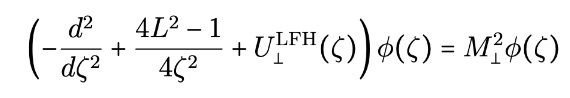 $$\left(-\frac{d^2}{d\zeta^2} + \frac{4L^2 - 1}{4\zeta^2} + U_{\perp}^{\mathrm{LFH}}(\zeta)\right)\phi(\zeta) = M_{\perp}^2\phi(\zeta)$$